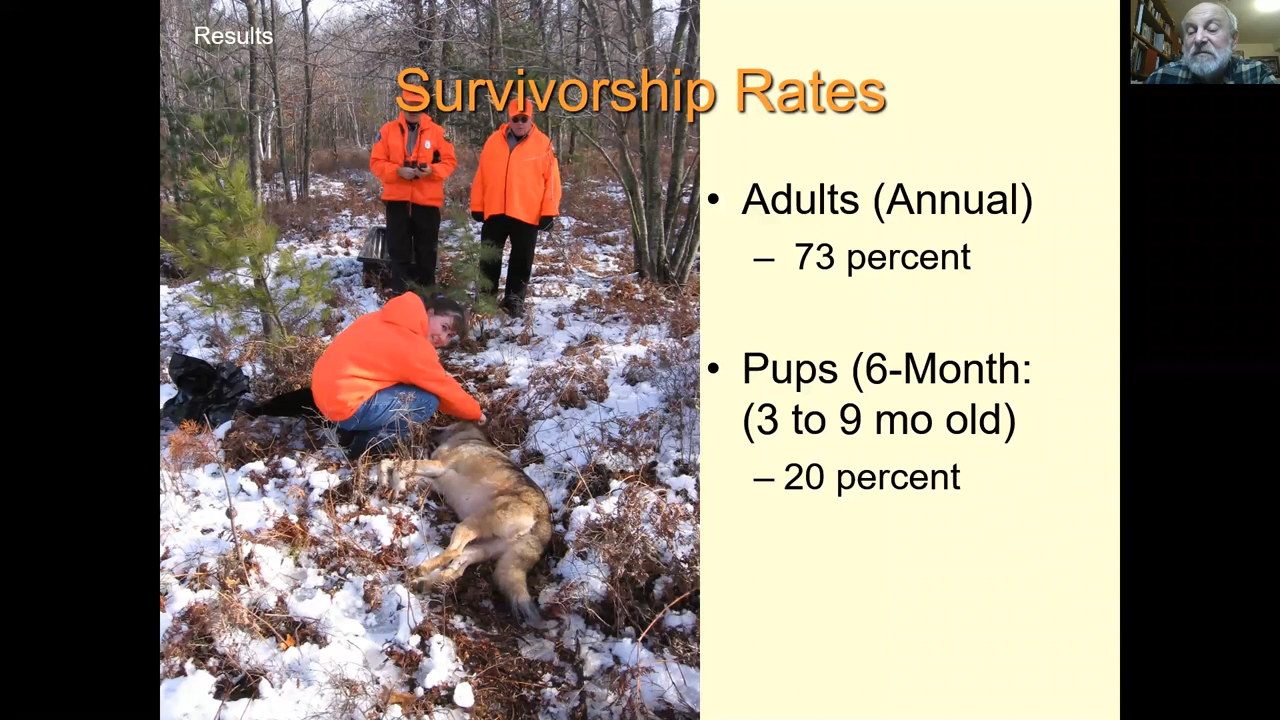 Results
Survivorship Rates
• Adults (Annual)
– 73 percent
• Pups (6-Month:
(3 to 9 mo old)
– 20 percent